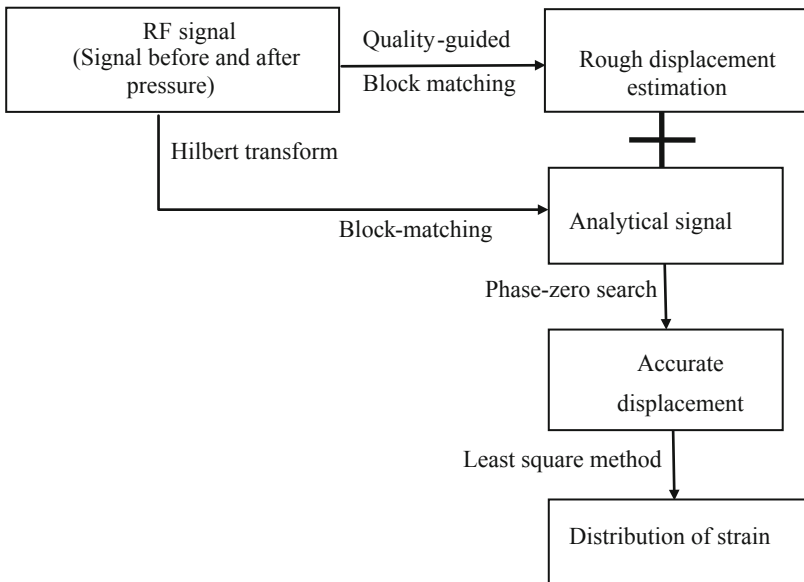 RF signal
(Signal before and after
pressure)
Quality-guided
Block matching
Rough displacement
estimation
Hilbert transform
Block-matching
Analytical signal
Phase-zero search
Accurate
displacement
Least square method
Distribution of strain